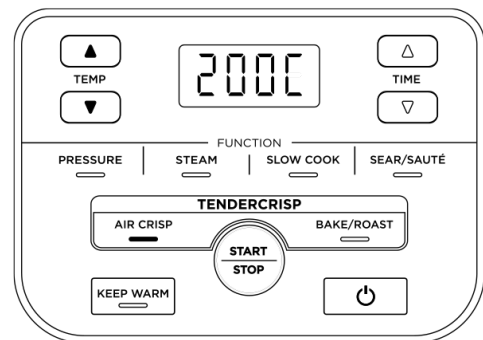 200C
TEMP
TIME
FUNCTION
PRESSURE STEAM SLOW COOK SEAR/SAUTÉ
TENDERCRISP
AIR CRISP BAKE/ROAST
START
STOP
KEEP WARM